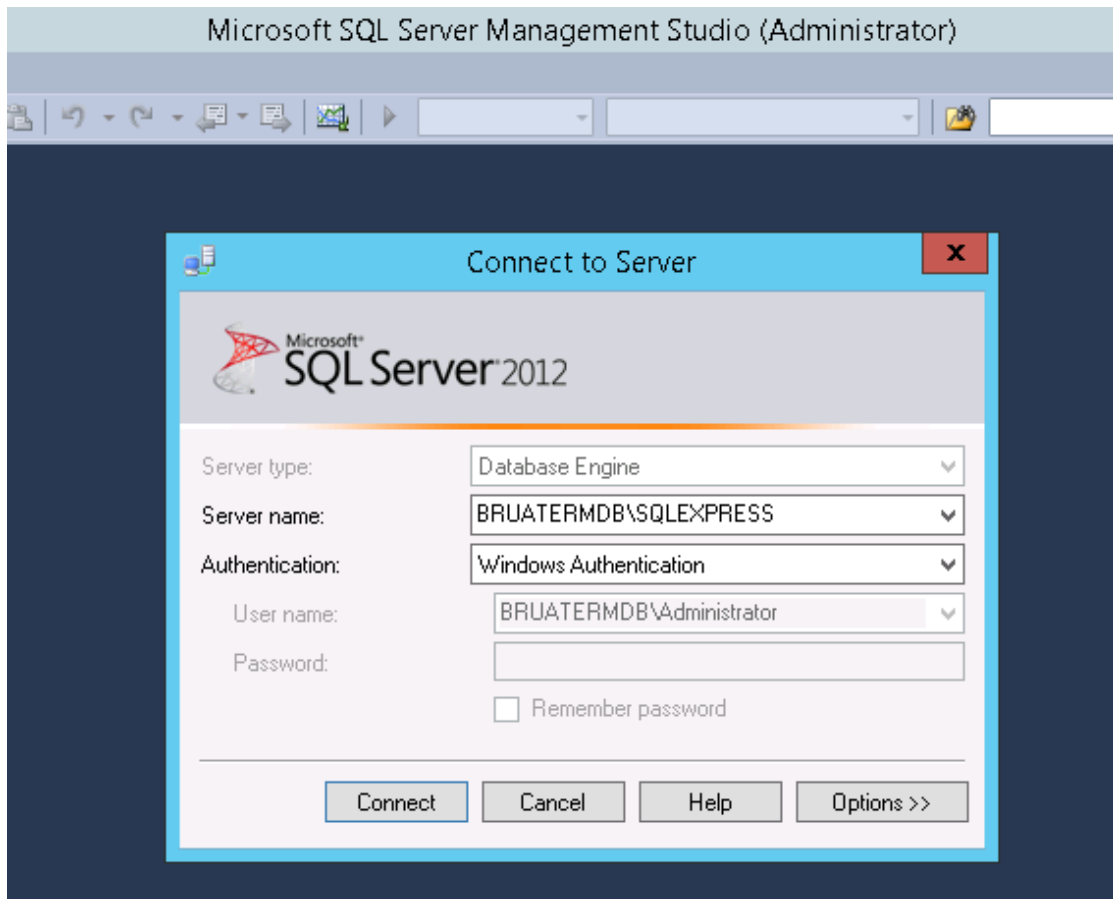 Microsoft SQL Server Management Studio (Administrator)
Connect to Server
x
Microsoft®
SQL Server® 2012
Server type: Database Engine
Server name: BRUATERMDB\SQLEXPRESS
Authentication: Windows Authentication
User name: BRUATERMDB\Administrator
Password:
Remember password
Connect Cancel Help Options >>